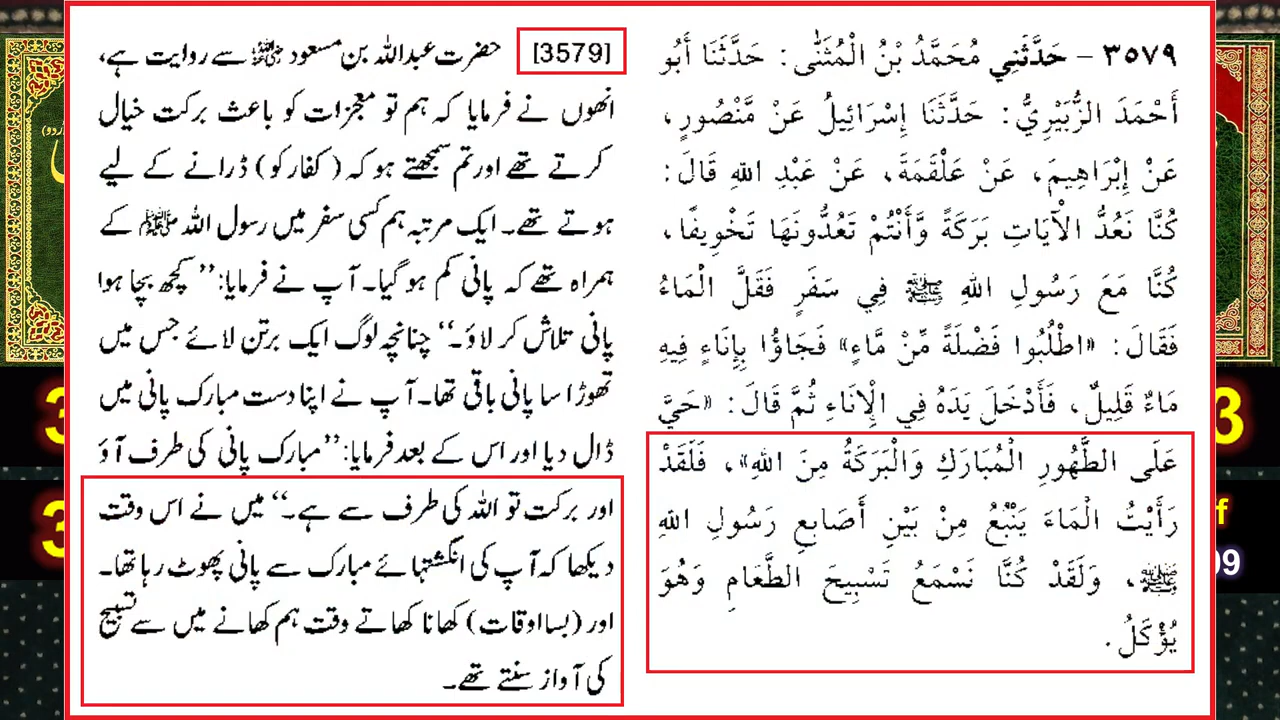 ٣٥٧٩ - حَدَّثَنِي مُحَمَّدُ بْنُ الْمُثَنَّى: حَدَّثَنَا أَبُو
أَحْمَدَ الزُّبَيْرِيُّ: حَدَّثَنَا إِسْرَائِيلُ عَنْ مَّنْصُورٍ،
عَنْ إِبْرَاهِيمَ، عَنْ عَلْقَمَةَ، عَنْ عَبْدِ اللهِ قَالَ:
كُنَّا نَعُدُّ الْآيَاتِ بَرَكَةً وَّأَنْتُمْ تَعُدُّونَهَا تَخْوِيفًا،
كُنَّا مَعَ رَسُولِ اللهِ ﷺ فِي سَفَرٍ فَقَلَّ الْمَاءُ
فَقَالَ: «اطْلُبُوا فَضْلَةً مِّنْ مَّاءٍ» فَجَاؤُا بِإِنَاءٍ فِيهِ
مَاءٌ قَلِيلٌ، فَأَدْخَلَ يَدَهُ فِي الْإِنَاءِ ثُمَّ قَالَ: «حَيَّ
عَلَى الطَّهُورِ الْمُبَارَكِ وَالْبَرَكَةُ مِنَ اللهِ»، فَلَقَدْ
رَأَيْتُ الْمَاءَ يَنْبُعُ مِنْ بَيْنِ أَصَابِعِ رَسُولِ اللهِ
ﷺ، وَلَقَدْ كُنَّا نَسْمَعُ تَسْبِيحَ الطَّعَامِ وَهُوَ
يُؤْكَلُ.
[3579] حضرت عبداللہ بن مسعود ؓ سے روایت ہے،
انھوں نے فرمایا کہ ہم تو معجزات کو باعث برکت خیال
کرتے تھے اور تم سمجھتے ہو کہ (کفار کو) ڈرانے کے لیے
ہوتے تھے۔ ایک مرتبہ ہم کسی سفر میں رسول اللہ ﷺ کے
ہمراہ تھے کہ پانی کم ہو گیا۔ آپ نے فرمایا: ’’کچھ بچا ہوا
پانی تلاش کر لاؤ۔‘‘ چنانچہ لوگ ایک برتن لائے جس میں
تھوڑا سا پانی باقی تھا۔ آپ نے اپنا دست مبارک پانی میں
ڈال دیا اور اس کے بعد فرمایا: ’’مبارک پانی کی طرف آؤ
اور برکت تو اللہ کی طرف سے ہے۔‘‘ میں نے اس وقت
دیکھا کہ آپ کی انگشتہائے مبارک سے پانی پھوٹ رہا تھا۔
اور (بسا اوقات) کھانا کھاتے وقت ہم کھانے میں سے تسبیح
کی آواز سنتے تھے۔
3
3
3
f
09